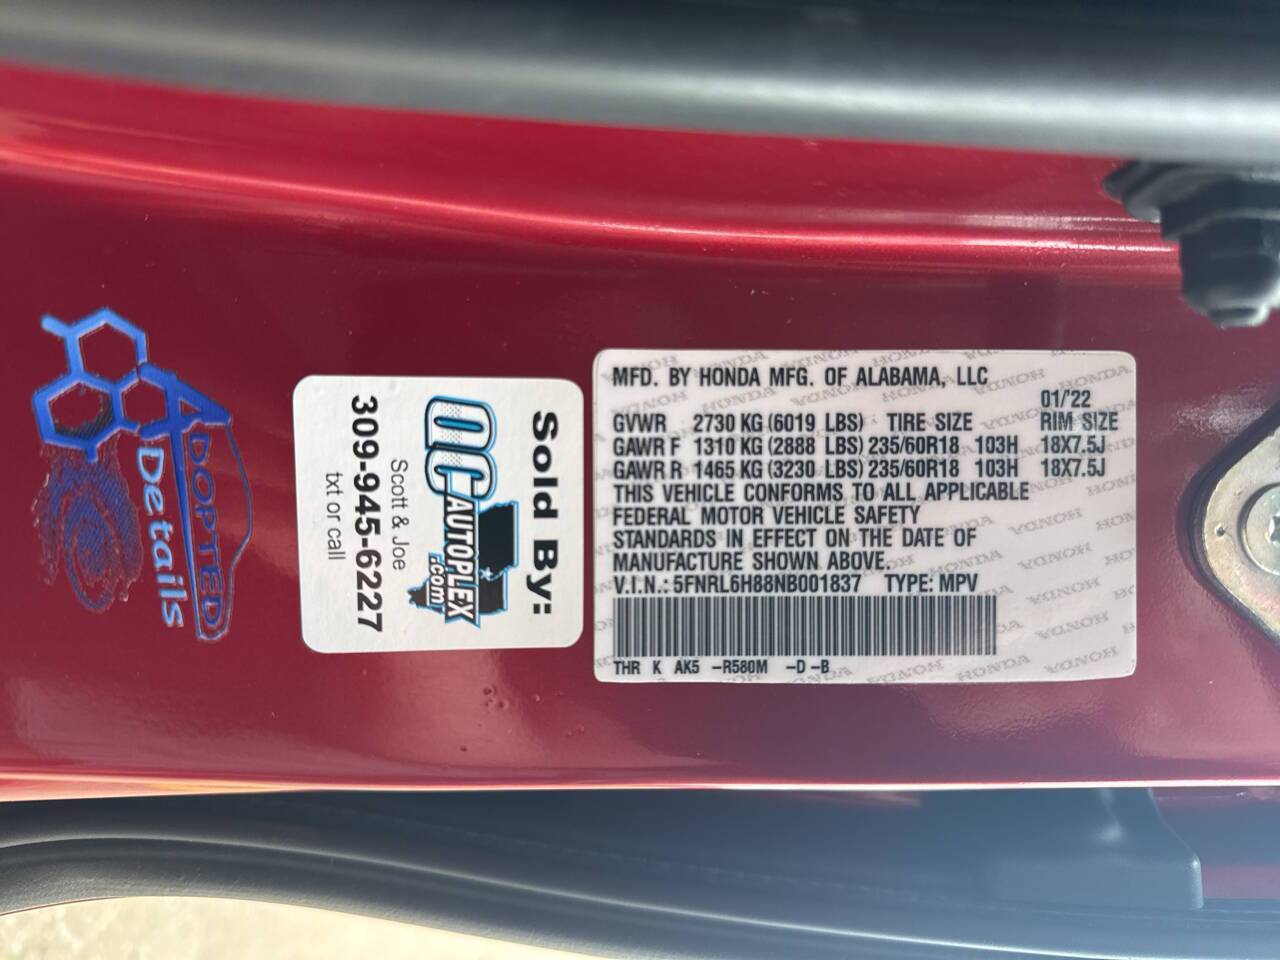 MFD. BY HONDA MFG. OF ALABAMA, LLC
01/'22
GVWR 2730 KG (6019 LBS) TIRE SIZE RIM SIZE
GAWR F 1310 KG (2888 LBS) 235/60R18 103H 18X7.5J
GAWR R 1465 KG (3230 LBS) 235/60R18 103H 18X7.5J
THIS VEHICLE CONFORMS TO ALL APPLICABLE
FEDERAL MOTOR VEHICLE SAFETY
STANDARDS IN EFFECT ON THE DATE OF
MANUFACTURE SHOWN ABOVE.
V.I.N.: 5FNRL6H88NB001837 TYPE: MPV
THR K AK5 -R580M -D -B
Sold By:
QCAUTOPLEX
.com
Scott & Joe
309-945-6227
txt or call
ADOPTED
Details